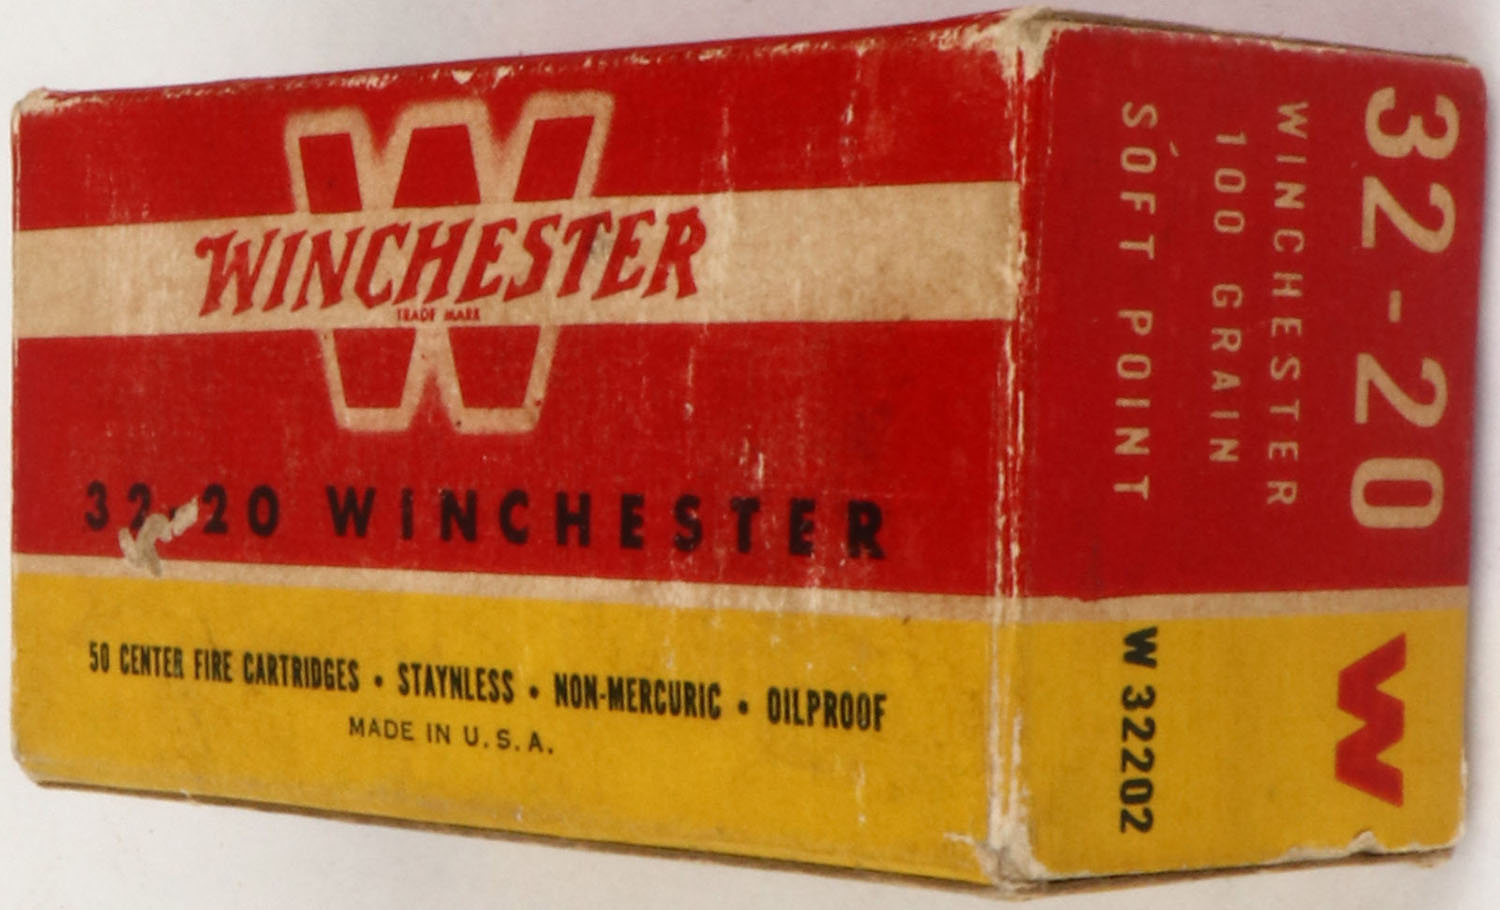 W
WINCHESTER
TRADE MARK
32-20 WINCHESTER
50 CENTER FIRE CARTRIDGES • STAYNLESS • NON-MERCURIC • OILPROOF
MADE IN U.S.A.
32-20
WINCHESTER
100 GRAIN
SOFT POINT
W
W 32202